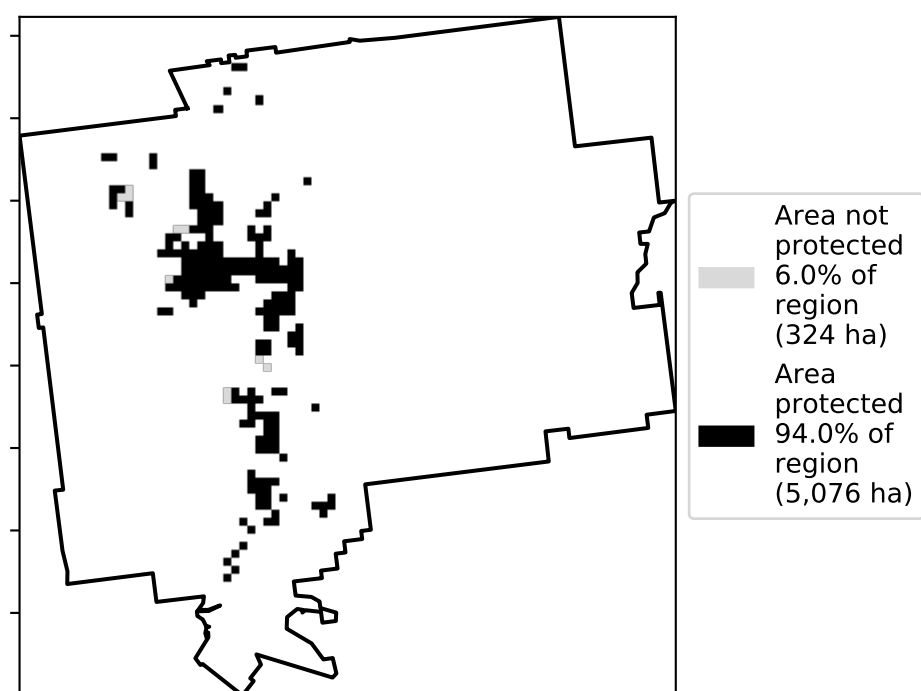 Area not
protected
6.0% of
region
(324 ha)
Area
protected
94.0% of
region
(5,076 ha)